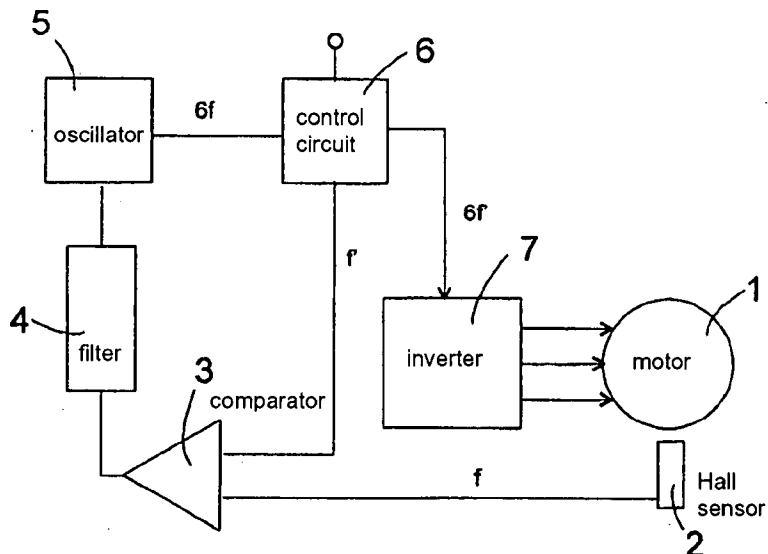 5
6
oscillator
6f
control
circuit
6f'
f'
7
1
4
filter
inverter
motor
3
comparator
f
Hall
sensor
2